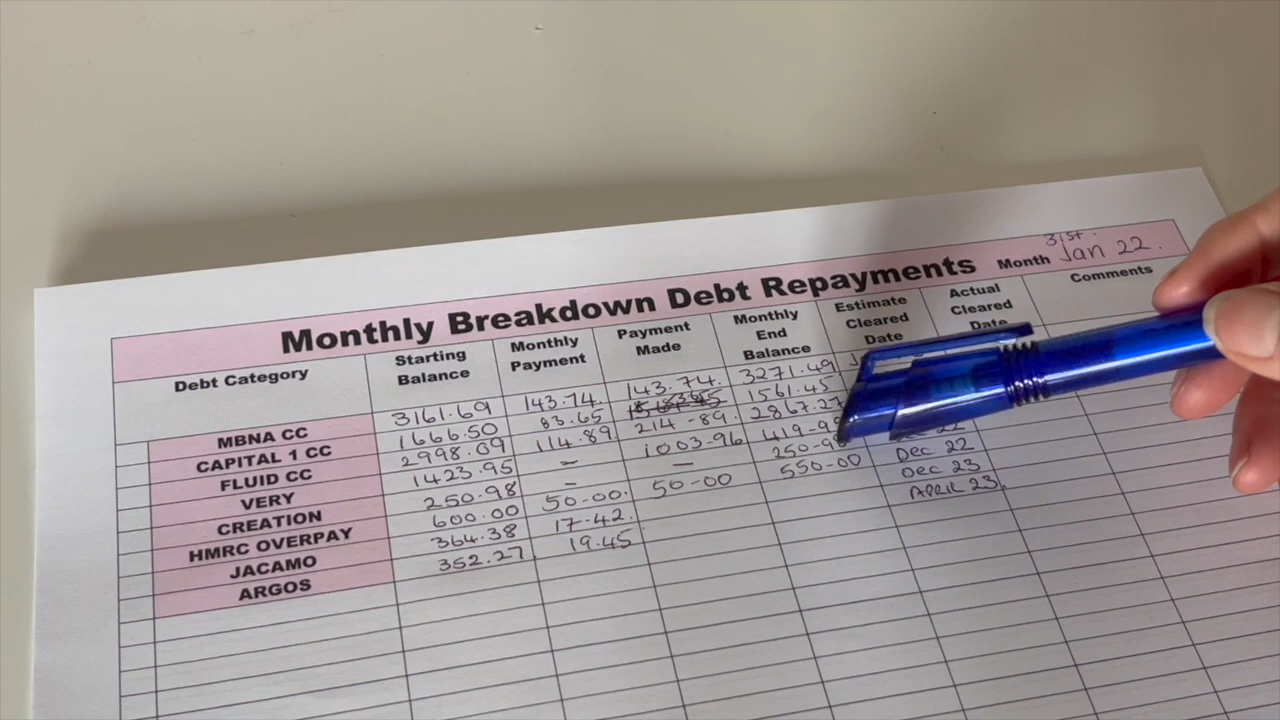 31st.
Monthly Breakdown Debt Repayments Month Jan 22.
Debt Category Starting Balance Monthly Payment Payment Made Monthly End Balance Estimate Cleared Date Actual Cleared Date Comments
MBNA CC 3161.69 143.74. 143.74. 3271.49
CAPITAL 1 CC 1666.50 83.65 1561.45
FLUID CC 2998.09 114.89 214-89. 2867.27
VERY 1423.95 – 1003-96 419-99
CREATION 250.98 – – 250-98
HMRC OVERPAY 600.00 50-00. 50-00 550-00 Dec 22
JACAMO 364.38 17.42. Dec 23
ARGOS 352.27 19.45 APRIL 23.